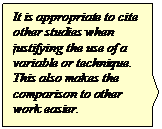 It is appropriate to cite
other studies when
justifying the use of a
variable or technique.
This also makes the
comparison to other
work easier.